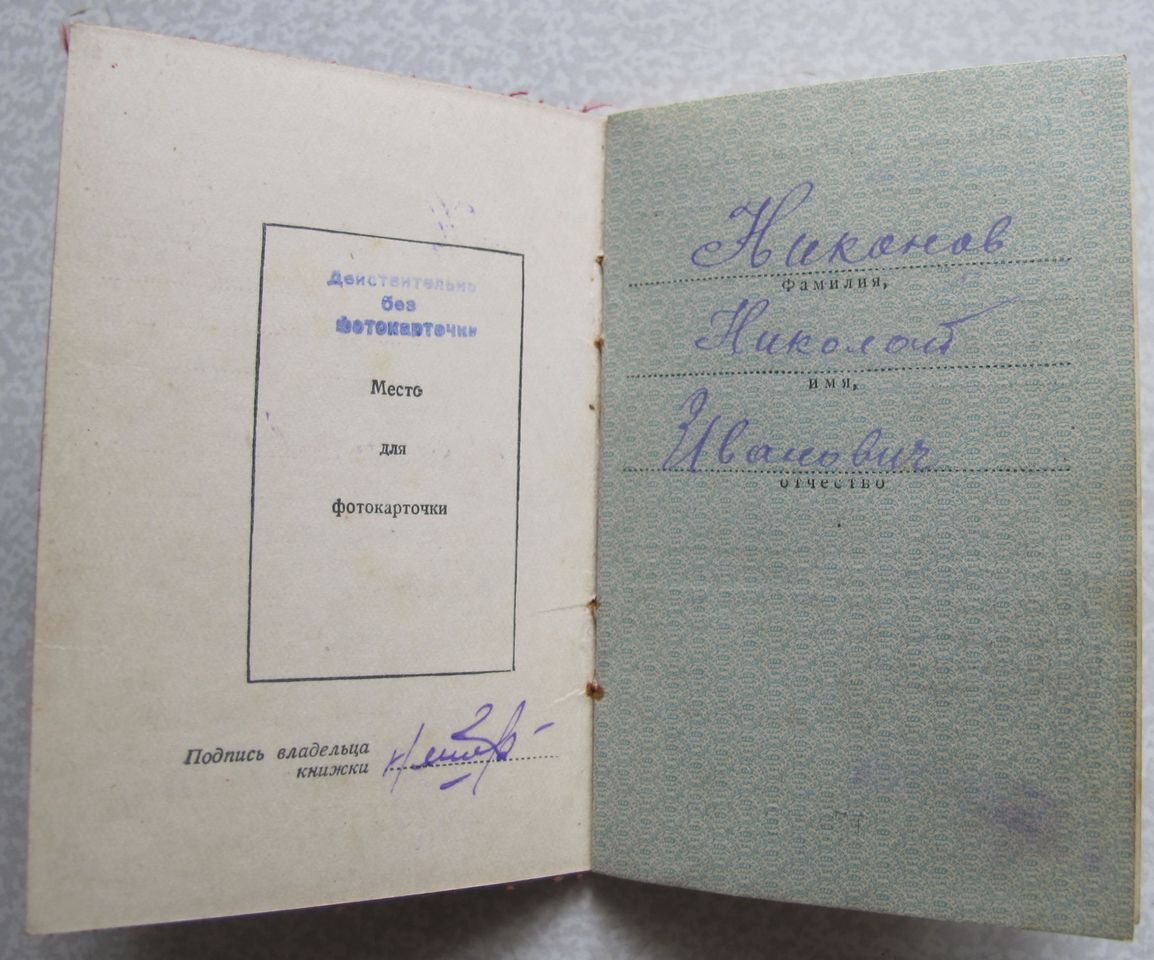 Действительно
без
фотокарточки
Место
для
фотокарточки
Подпись владельца
книжки
Никонов
фамилия,
Николай
имя,
Иванович
отчество